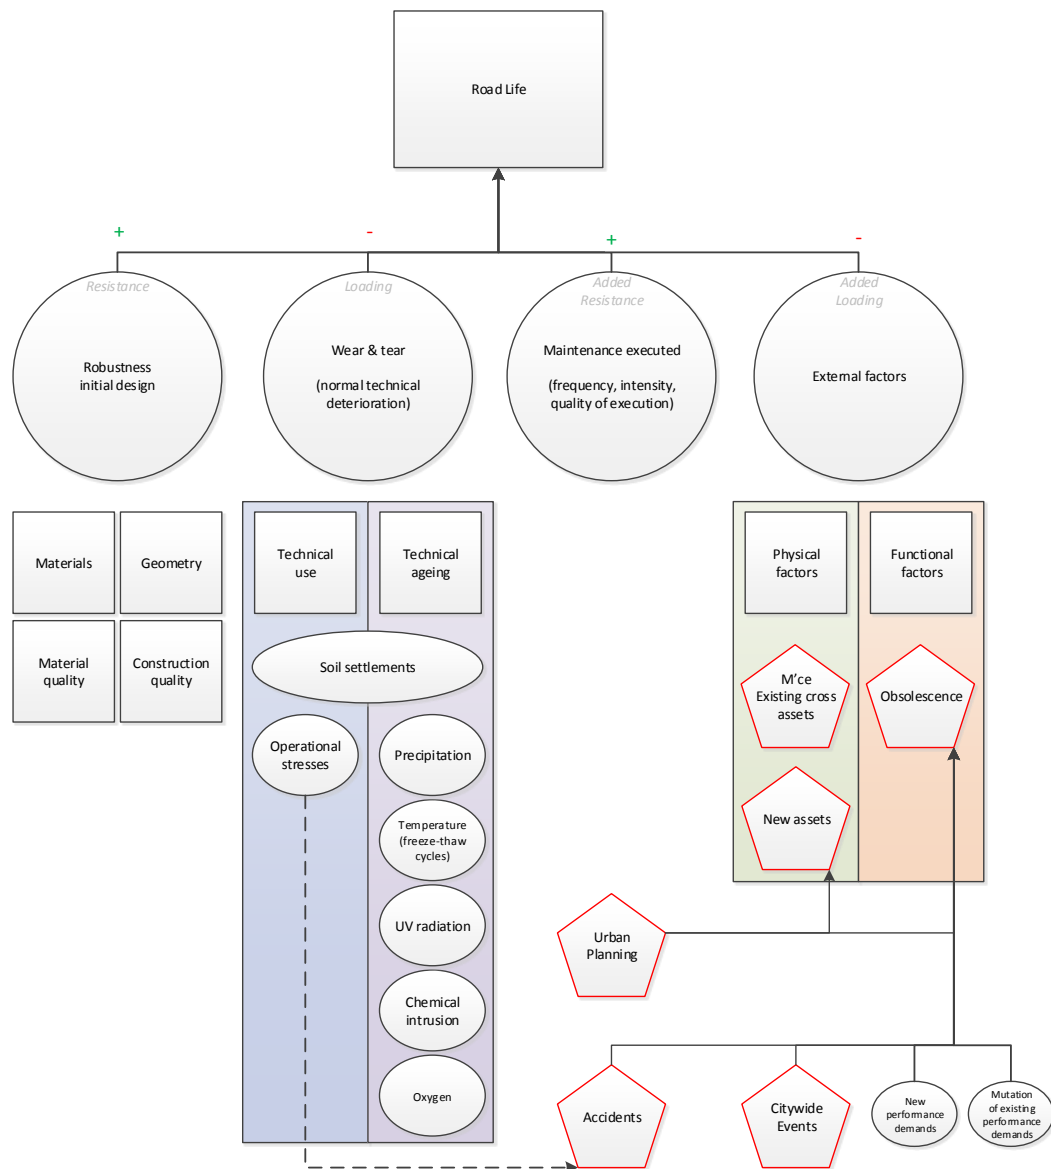 Road Life
+
-
+
-
Resistance
Loading
Added
Resistance
Added
Loading
Robustness
initial design
Wear & tear
(normal technical
deterioration)
Maintenance executed
(frequency, intensity,
quality of execution)
External factors
Materials
Geometry
Material
quality
Construction
quality
Technical
use
Technical
ageing
Soil settlements
Operational
stresses
Precipitation
Temperature
(freeze-thaw
cycles)
UV radiation
Chemical
intrusion
Oxygen
Physical
factors
Functional
factors
M'ce
Existing cross
assets
Obsolescence
New assets
Urban
Planning
Accidents
Citywide
Events
New
performance
demands
Mutation
of existing
performance
demands